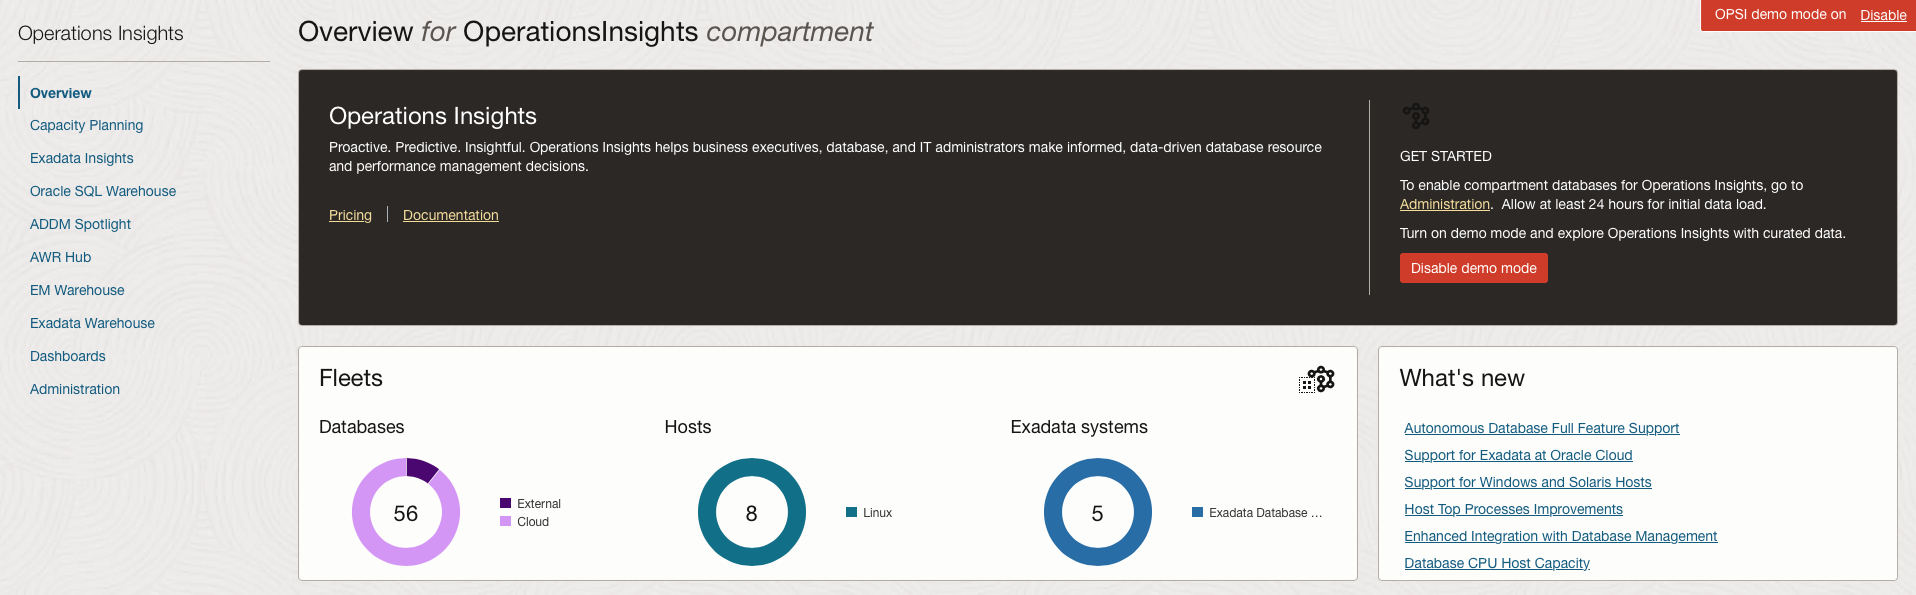 OPSI demo mode on Disable
Operations Insights
Overview
Capacity Planning
Exadata Insights
Oracle SQL Warehouse
ADDM Spotlight
AWR Hub
EM Warehouse
Exadata Warehouse
Dashboards
Administration
Overview for OperationsInsights compartment
Operations Insights
Proactive. Predictive. Insightful. Operations Insights helps business executives, database, and IT administrators make informed, data-driven database resource
and performance management decisions.
Pricing
Documentation
GET STARTED
To enable compartment databases for Operations Insights, go to
Administration. Allow at least 24 hours for initial data load.
Turn on demo mode and explore Operations Insights with curated data.
Disable demo mode
Fleets
Databases
56
External
Cloud
Hosts
8
Linux
Exadata systems
5
Exadata Database ...
What's new
Autonomous Database Full Feature Support
Support for Exadata at Oracle Cloud
Support for Windows and Solaris Hosts
Host Top Processes Improvements
Enhanced Integration with Database Management
Database CPU Host Capacity